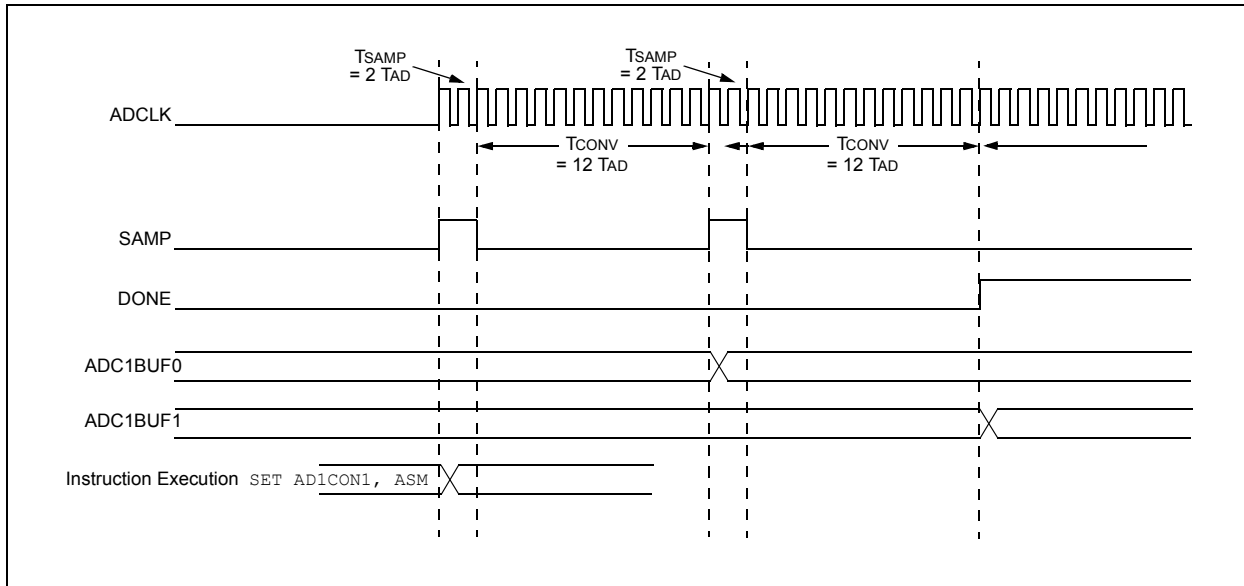 TSAMP
= 2 TAD
TSAMP
= 2 TAD
ADCLK
TCONV
= 12 TAD
TCONV
= 12 TAD
SAMP
DONE
ADC1BUF0
ADC1BUF1
Instruction Execution SET AD1CON1, ASM